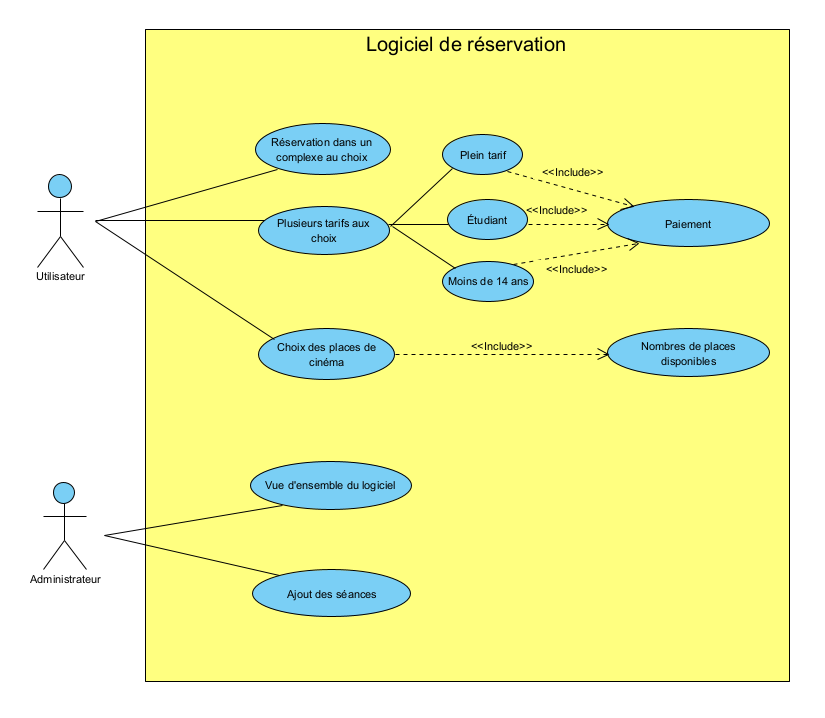 Logiciel de réservation
Réservation dans un
complexe au choix
Plein tarif
<<Include>>
Utilisateur
Plusieurs tarifs aux
choix
Étudiant
<<Include>>
Paiement
Moins de 14 ans
<<Include>>
Choix des places de
cinéma
<<Include>>
Nombres de places
disponibles
Administrateur
Vue d'ensemble du logiciel
Ajout des séances